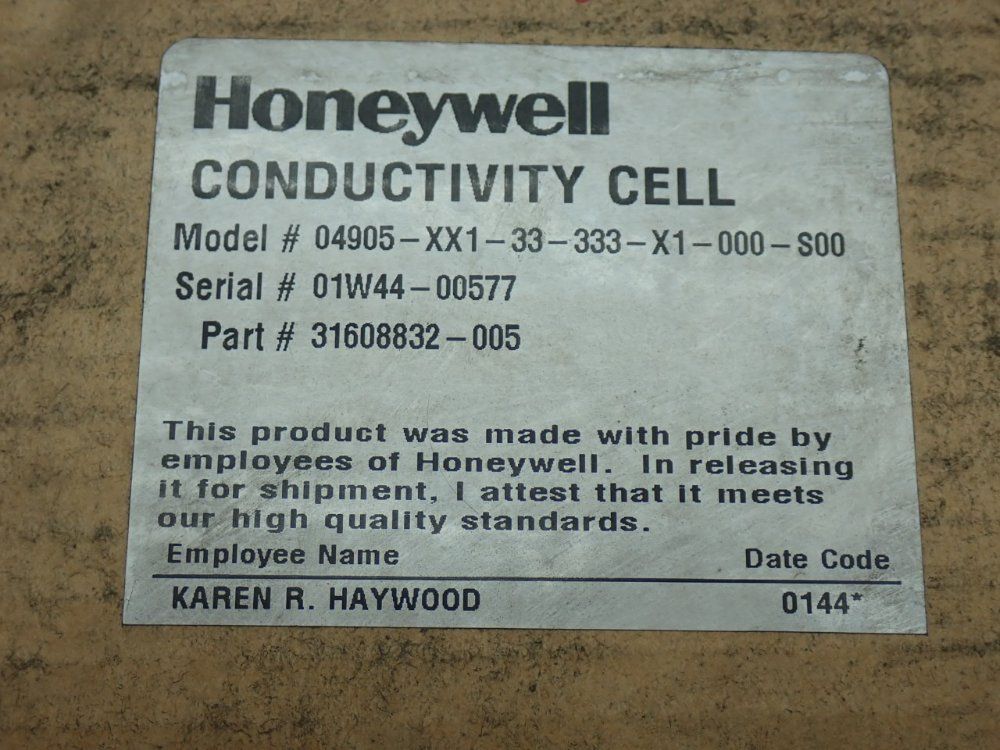 Honeywell
CONDUCTIVITY CELL
Model # 04905-XX1-33-333-X1-000-S00
Serial # 01W44-00577
Part # 31608832-005
This product was made with pride by
employees of Honeywell. In releasing
it for shipment, I attest that it meets
our high quality standards.
Employee Name Date Code
KAREN R. HAYWOOD 0144*